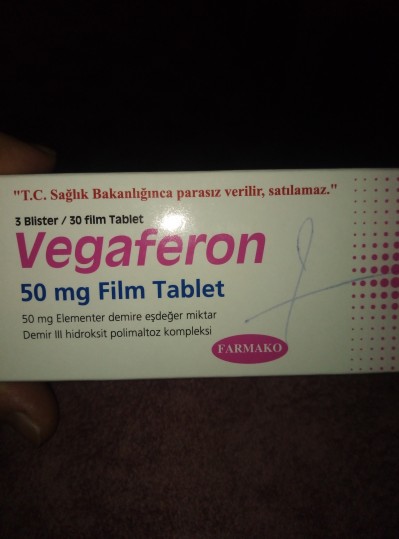 "T.C. Sağlık Bakanlığınca parasız verilir, satılamaz."
3 Blister / 30 film Tablet
Vegaferon
50 mg Film Tablet
50 mg Elementer demire eşdeğer miktar
Demir III hidroksit polimaltoz kompleksi
FARMAKO